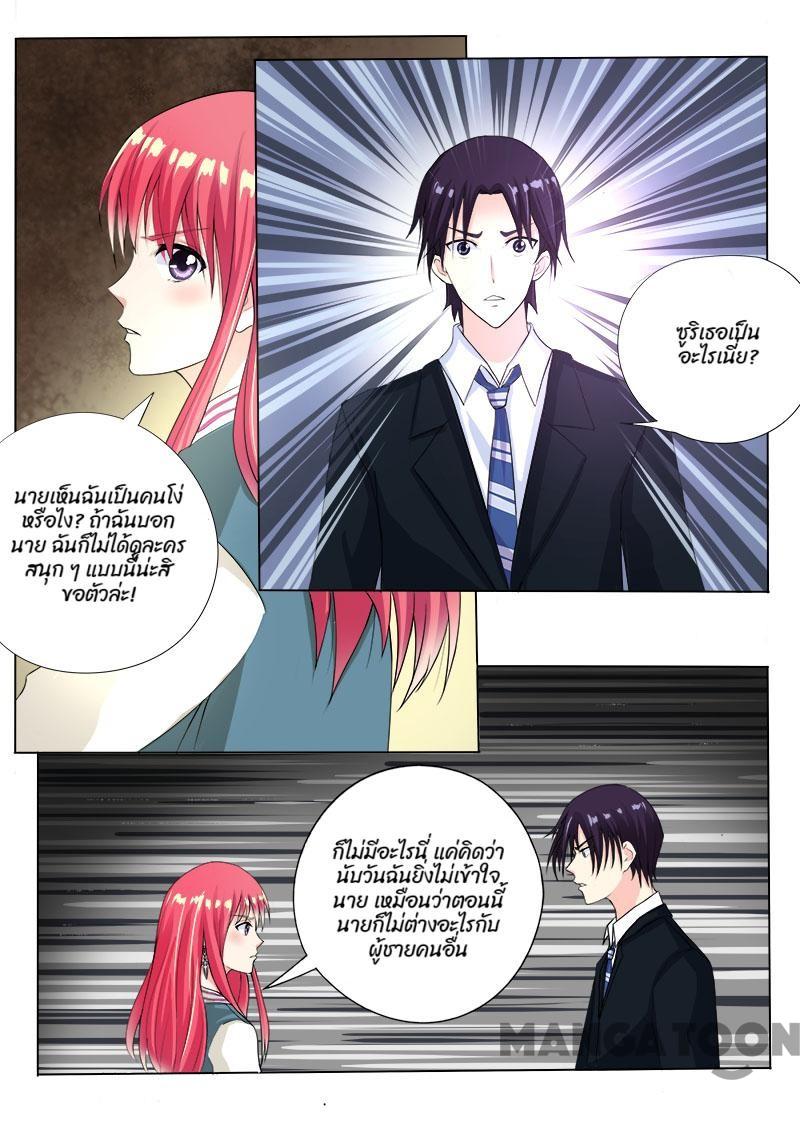 นายเห็นฉันเป็นคนโง่
หรือไง? ถ้าฉันบอก
นาย ฉันก็ไม่ได้ดูละคร
สนุก ๆ แบบนี้น่ะสิ
ขอตัวล่ะ!
ซูริเธอเป็น
อะไรเนี่ย?
ก็ไม่มีอะไรนี่ แค่คิดว่า
นับวันฉันยิ่งไม่เข้าใจ
นาย เหมือนว่าตอนนี้
นายก็ไม่ต่างอะไรกับ
ผู้ชายคนอื่น
MANGA TOON